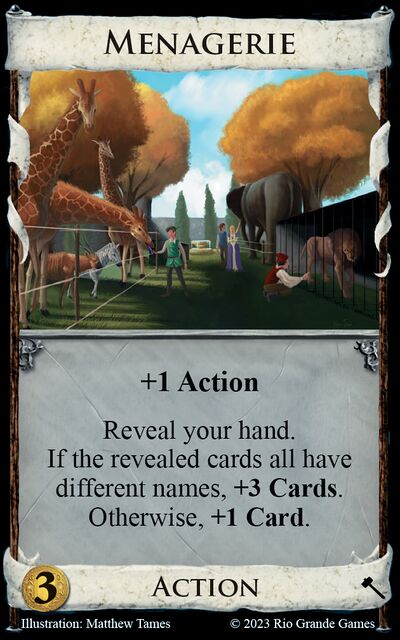 MENAGERIE
+1 Action
Reveal your hand.
If the revealed cards all have
different names, +3 Cards.
Otherwise, +1 Card.
3
ACTION
Illustration: Matthew Tames
© 2023 Rio Grande Games